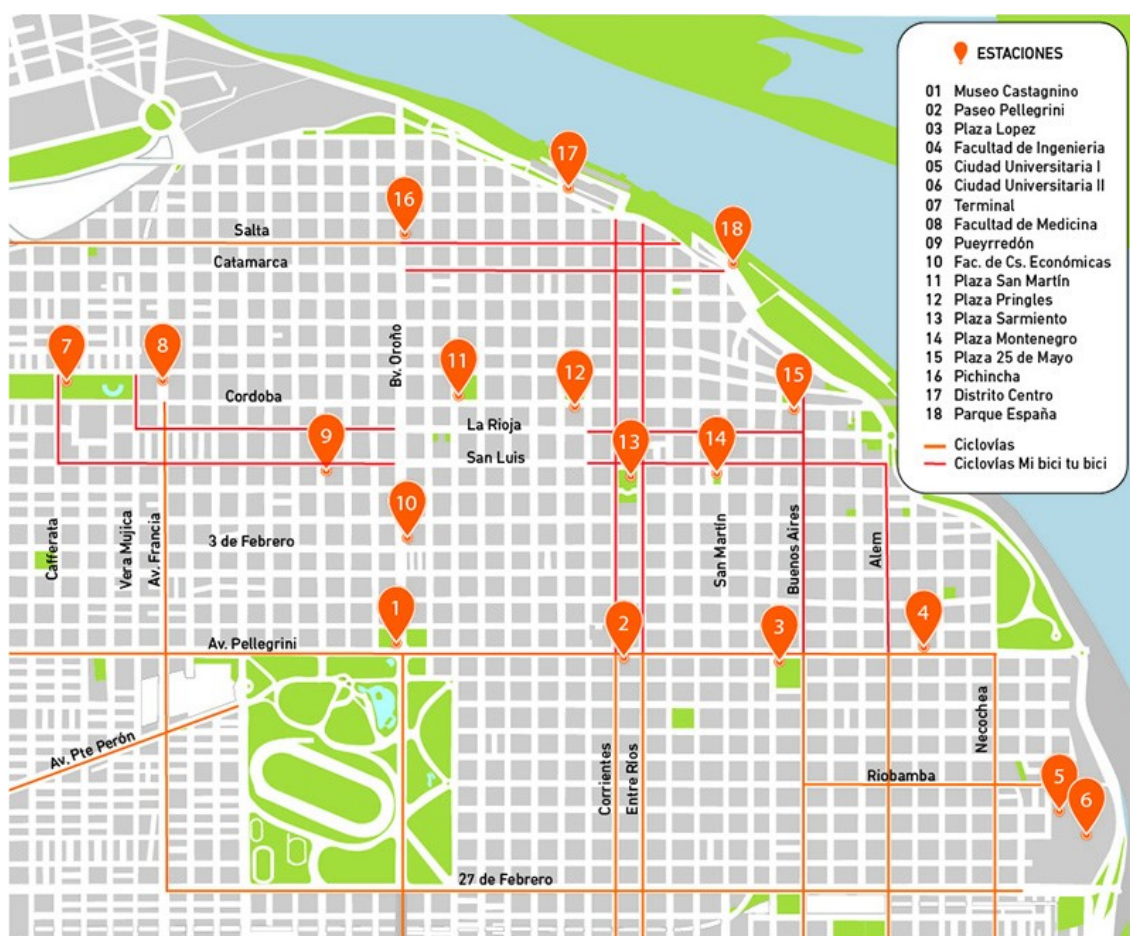 ESTACIONES
01 Museo Castagnino
02 Paseo Pellegrini
03 Plaza Lopez
04 Facultad de Ingenieria
05 Ciudad Universitaria I
06 Ciudad Universitaria II
07 Terminal
08 Facultad de Medicina
09 Pueyrredón
10 Fac. de Cs. Económicas
11 Plaza San Martín
12 Plaza Pringles
13 Plaza Sarmiento
14 Plaza Montenegro
15 Plaza 25 de Mayo
16 Pichincha
17 Distrito Centro
18 Parque España
Ciclovías
Ciclovías Mi bici tu bici
17
16
18
Salta
Catamarca
Bv. Oroño
7
8
11
12
15
Cordoba
La Rioja
9
13
14
San Luis
10
Cafferata
Vera Mujica
Av. Francia
3 de Febrero
San Martín
Buenos Aires
Alem
1
2
3
4
Av. Pellegrini
Av. Pte Perón
Corrientes
Entre Ríos
Necochea
Riobamba
5
6
27 de Febrero